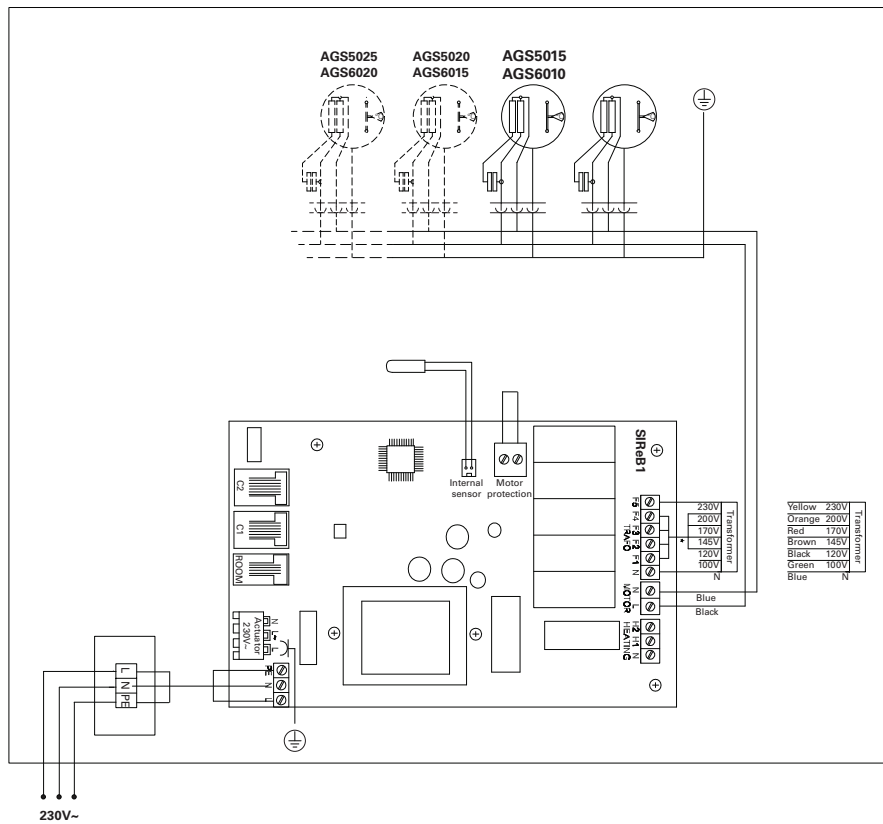 AGS5025
AGS6020
AGS5020
AGS6015
AGS5015
AGS6010
SIReB1
Internal
sensor
Motor
protection
C2
C1
ROOM
Actuator
230V~
N
L~
L
PE
N
L
F5
F4
F3
F2
F1
N
TRAFO
N
L
MOTOR
H2
H1
N
HEATING
230V
200V
170V
145V
120V
100V
N
Transformer
*
Yellow 230V
Orange 200V
Red 170V
Brown 145V
Black 120V
Green 100V
Blue N
Transformer
Blue
Black
L
N
PE
230V~